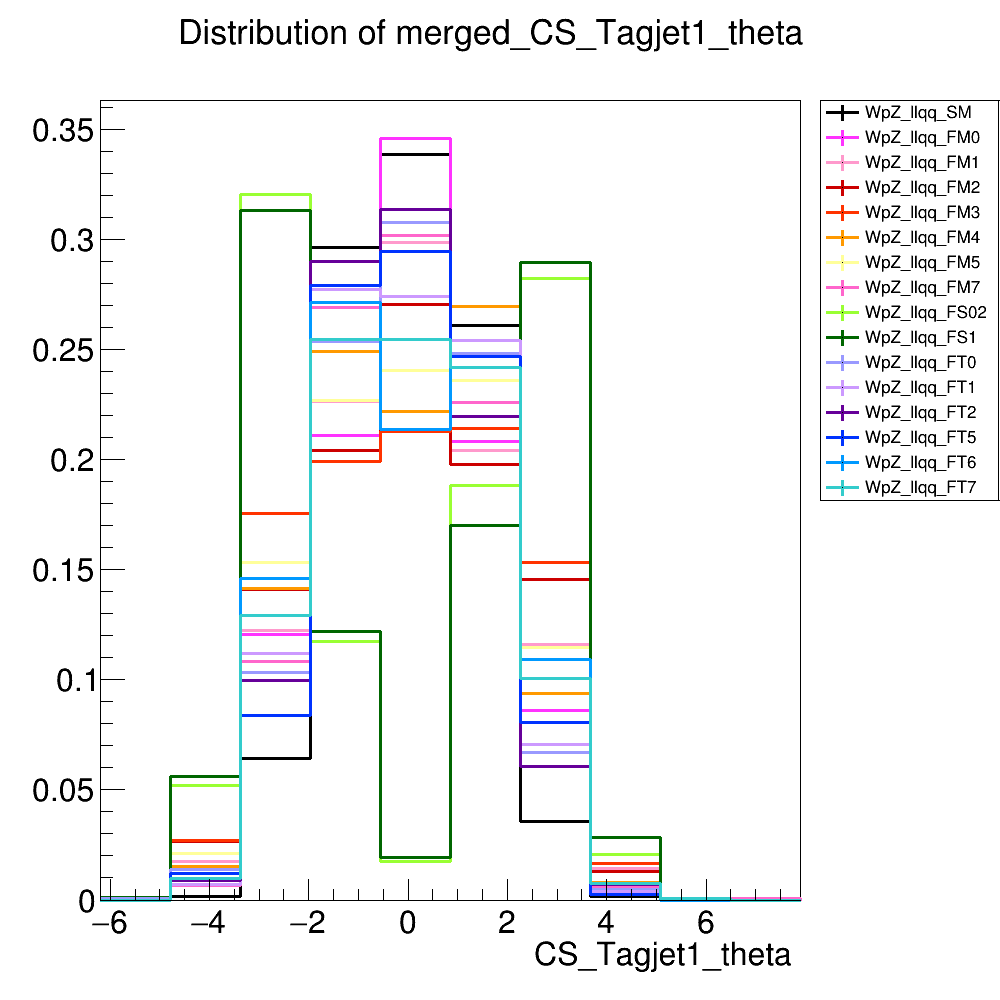 Distribution of merged_CS_Tagjet1_theta
0.35
0.3
0.25
0.2
0.15
0.1
0.05
0
−6
−4
−2
0
2
4
6
CS_Tagjet1_theta
WpZ_llqq_SM
WpZ_llqq_FM0
WpZ_llqq_FM1
WpZ_llqq_FM2
WpZ_llqq_FM3
WpZ_llqq_FM4
WpZ_llqq_FM5
WpZ_llqq_FM7
WpZ_llqq_FS02
WpZ_llqq_FS1
WpZ_llqq_FT0
WpZ_llqq_FT1
WpZ_llqq_FT2
WpZ_llqq_FT5
WpZ_llqq_FT6
WpZ_llqq_FT7